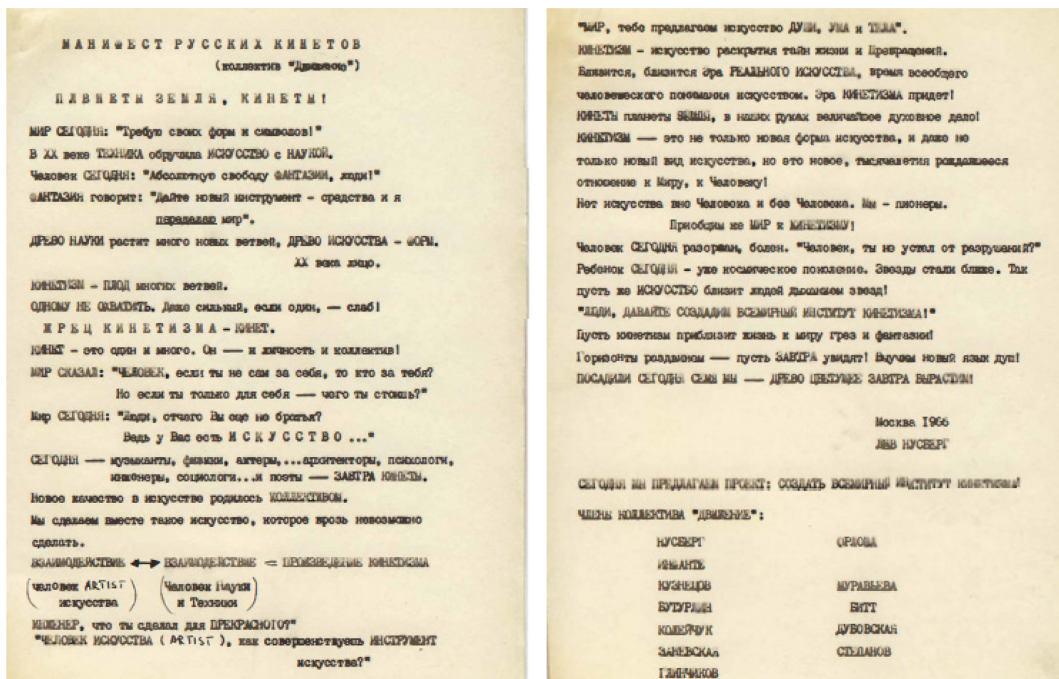 МАНИФЕСТ РУССКИХ КИНЕТОВ
(коллектив "Движение")
ПЛАНЕТЫ ЗЕМЛЯ, КИНЕТЫ!
МИР СЕГОДНЯ: "Требую своих форм и символов!"
В XX веке ТЕХНИКА обручила ИСКУССТВО с НАУКОЙ.
Человек СЕГОДНЯ: "Абсолютную свободу ФАНТАЗИИ, люди!"
ФАНТАЗИЯ говорит: "Дайте новый инструмент - средства и я
переделаю мир".
ДРЕВО НАУКИ растит много новых ветвей, ДРЕВО ИСКУССТВА - ФОРМ.
XX века лицо.
КИНЕТИЗМ - ПЛОД многих ветвей.
ОДНОМУ НЕ ОХВАТИТЬ. Даже сильный, если один, — слаб!
ЖРЕЦ КИНЕТИЗМА - КИНЕТ.
КИНЕТ - это один и много. Он — и личность и коллектив!
МИР СКАЗАЛ: "ЧЕЛОВЕК, если ты не сам за себя, то кто за тебя?
Но если ты только для себя — чего ты стоишь?"
Мир СЕГОДНЯ: "Люди, отчего Вы еще не братья?
Ведь у Вас есть ИСКУССТВО ..."
СЕГОДНЯ — музыканты, физики, актеры,...архитекторы, психологи,
инженеры, социологи...и поэты — ЗАВТРА КИНЕТЫ.
Новое качество в искусстве родилось КОЛЛЕКТИВОМ.
Мы сделаем вместе такое искусство, которое врозь невозможно
сделать.
ВЗАИМОДЕЙСТВИЕ ↔ ВЗАИМОДЕЙСТВИЕ = ПРОИЗВЕДЕНИЕ КИНЕТИЗМА
(человек ARTIST искусства) (Человек Науки и Техники)
ИНЖЕНЕР, что ты сделал для ПРЕКРАСНОГО?"
"ЧЕЛОВЕК ИСКУССТВА (ARTIST), как совершенствуешь ИНСТРУМЕНТ
искусства?"
"МИР, тебе предлагаем искусство ДУШИ, УМА и ТЕЛА".
КИНЕТИЗМ - искусство раскрытия тайн жизни и Превращений.
Близится, близится Эра РЕАЛЬНОГО ИСКУССТВА, время всеобщего
человеческого понимания искусством. Эра КИНЕТИЗМА придет!
КИНЕТЫ планеты ЗЕМЛЯ, в наших руках величайшее духовное дело!
КИНЕТИЗМ — это не только новая форма искусства, и даже не
только новый вид искусства, но это новое, тысячелетия рождавшееся
отношение к Миру, к Человеку!
Нет искусства вне Человека и без Человека. Мы - пионеры.
Приобщим же МИР к КИНЕТИЗМУ!
Человек СЕГОДНЯ разорван, болен. "Человек, ты не устал от разрушений?"
Ребенок СЕГОДНЯ - уже космическое поколение. Звезды стали ближе. Так
пусть же ИСКУССТВО близит людей дыханием звезд!
"ЛЮДИ, ДАВАЙТЕ СОЗДАДИМ ВСЕМИРНЫЙ ИНСТИТУТ КИНЕТИЗМА!"
Пусть кинетизм приблизит жизнь к миру грез и фантазии!
Горизонты раздвинем — пусть ЗАВТРА увидят! Выучим новый язык душ!
ПОСАДИЛИ СЕГОДНЯ СЕМЯ МЫ — ДРЕВО ЦВЕТУЩЕЕ ЗАВТРА ВЫРАСТИМ!
Москва 1966
ЛЕВ НУСБЕРГ
СЕГОДНЯ МЫ ПРЕДЛАГАЕМ ПРОЕКТ: СОЗДАТЬ ВСЕМИРНЫЙ ИНСТИТУТ КИНЕТИЗМА!
ЧЛЕНЫ КОЛЛЕКТИВА "ДВИЖЕНИЕ":
НУСБЕРГ ОРЛОВА
ИНФАНТЕ
КУЗНЕЦОВ МУРАВЬЕВА
БУТУРЛИН БИТТ
КОЛЕЙЧУК ДУБОВСКАЯ
ЗАНЕВСКАЯ СТЕПАНОВ
ГЛИНЧИКОВ